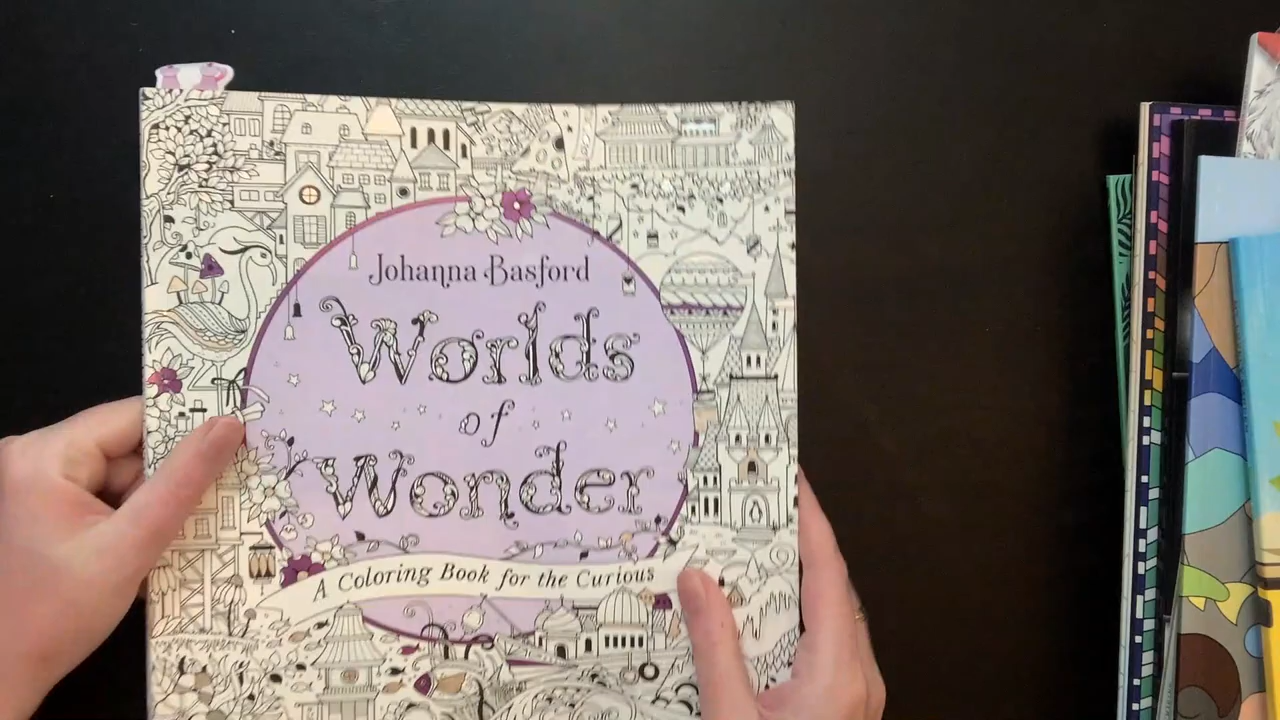 Johanna Basford
Worlds
of
Wonder
A Coloring Book for the Curious